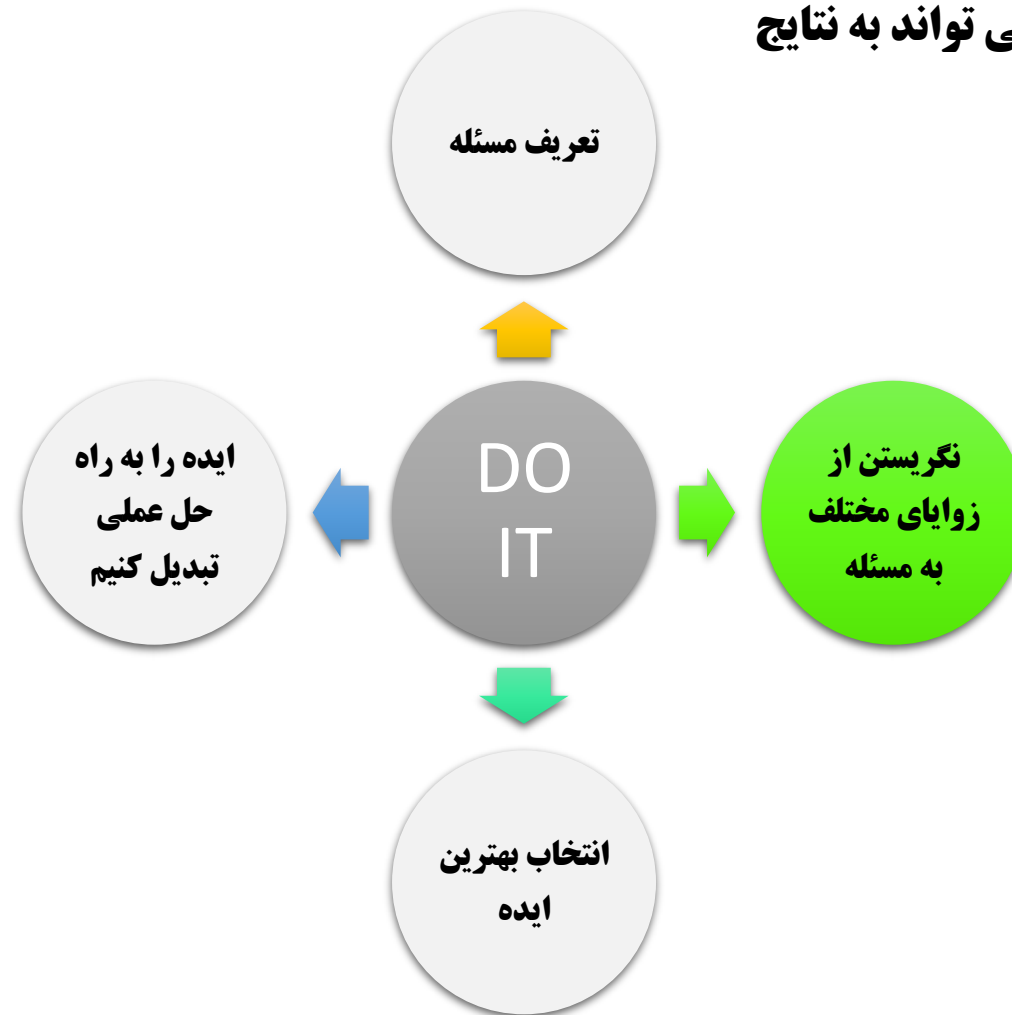 ی تواند به نتایج
تعریف مسئله
DO
IT
نگریستن از
زوایای مختلف
به مسئله
انتخاب بهترین
ایده
ایده را به راه
حل عملی
تبدیل کنیم